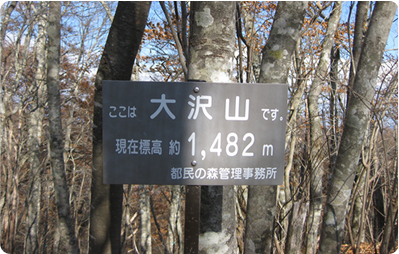 ここは 大沢山 です。
現在標高 約 1,482 m
都民の森管理事務所